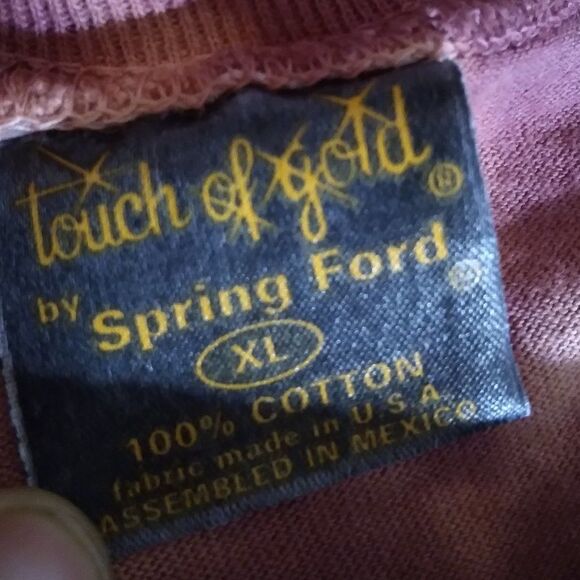 touch of gold®
by Spring Ford®
XL
100% COTTON
fabric made in U.S.A.
ASSEMBLED IN MEXICO